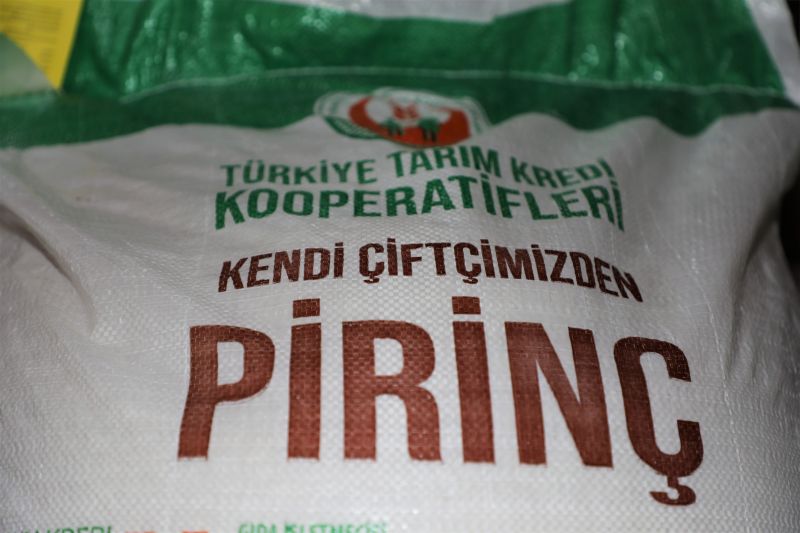 TÜRKİYE TARIM KREDİ
KOOPERATİFLERİ
KENDİ ÇİFTÇİMİZDEN
PİRİNÇ